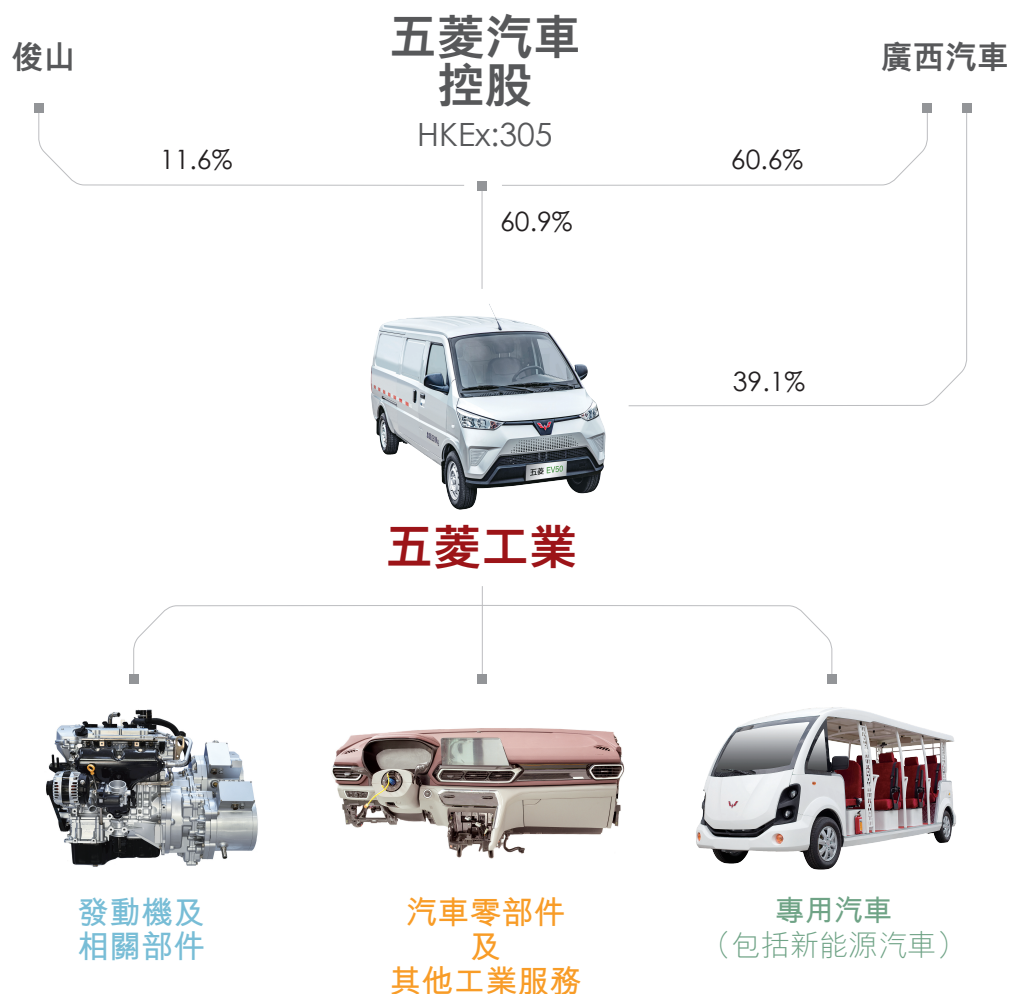 俊山
五菱汽車
控股
HKEx:305
廣西汽車
11.6%
60.6%
60.9%
39.1%
五菱 EV50
五菱工業
發動機及
相關部件
汽車零部件
及
其他工業服務
專用汽車
（包括新能源汽車）